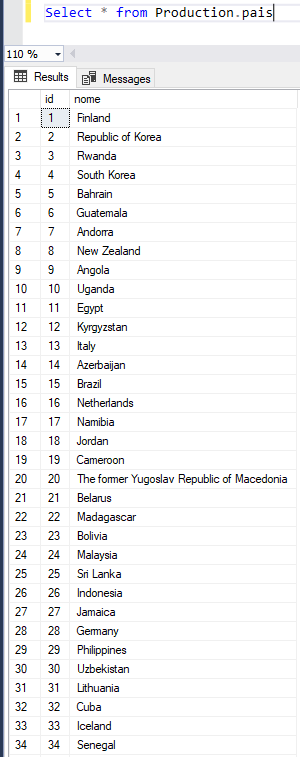 Select * from Production.pais
110 %
Results Messages
id nome
1 1 Finland
2 2 Republic of Korea
3 3 Rwanda
4 4 South Korea
5 5 Bahrain
6 6 Guatemala
7 7 Andorra
8 8 New Zealand
9 9 Angola
10 10 Uganda
11 11 Egypt
12 12 Kyrgyzstan
13 13 Italy
14 14 Azerbaijan
15 15 Brazil
16 16 Netherlands
17 17 Namibia
18 18 Jordan
19 19 Cameroon
20 20 The former Yugoslav Republic of Macedonia
21 21 Belarus
22 22 Madagascar
23 23 Bolivia
24 24 Malaysia
25 25 Sri Lanka
26 26 Indonesia
27 27 Jamaica
28 28 Germany
29 29 Philippines
30 30 Uzbekistan
31 31 Lithuania
32 32 Cuba
33 33 Iceland
34 34 Senegal